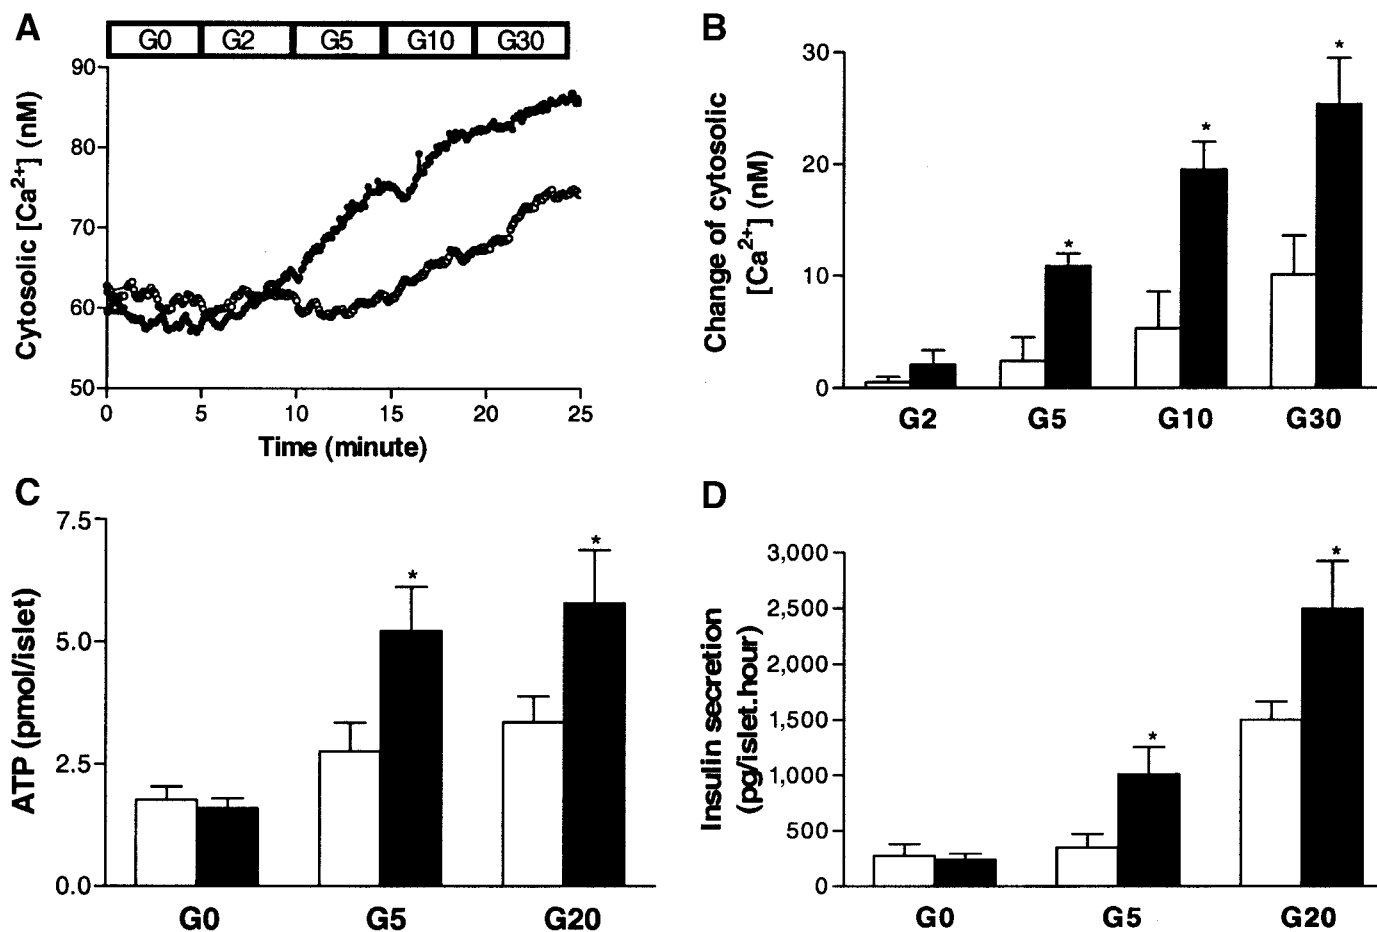 A
G0 G2 G5 G10 G30
Cytosolic [Ca2+] (nM)
90
80
70
60
50
0 5 10 15 20 25
Time (minute)
B
Change of cytosolic
[Ca2+] (nM)
30
20
10
0
* * *
G2 G5 G10 G30
C
ATP (pmol/islet)
7.5
5.0
2.5
0.0
* *
G0 G5 G20
D
Insulin secretion
(pg/islet.hour)
3,000
2,500
2,000
1,500
1,000
500
0
* *
G0 G5 G20